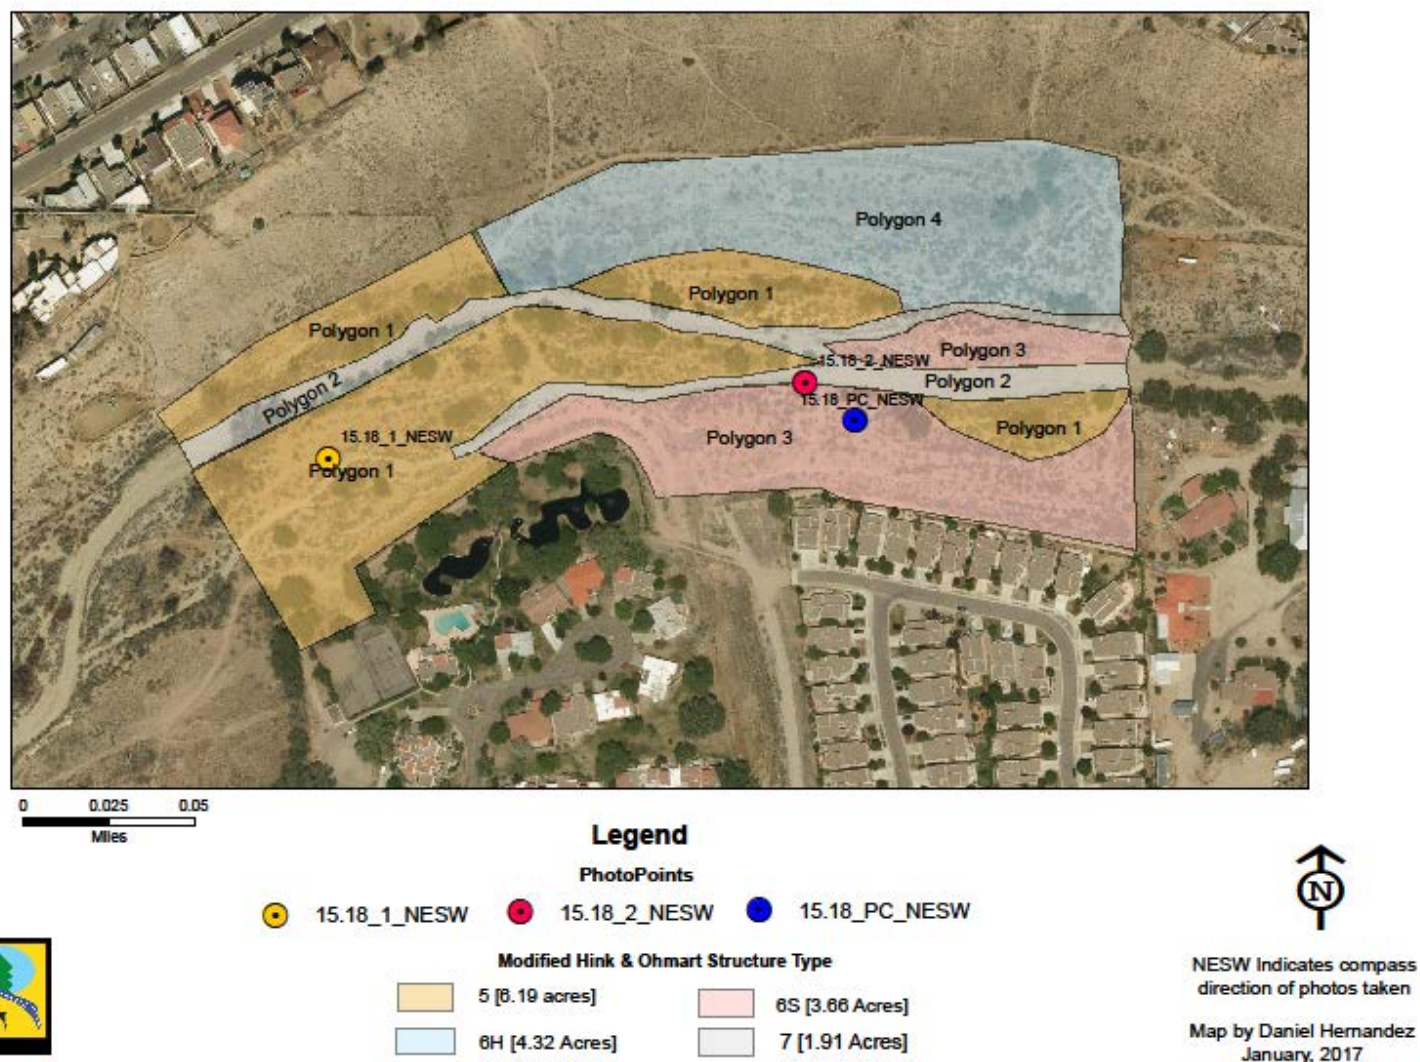 Polygon 4
Polygon 1
Polygon 1
Polygon 3
15.18_2_NESW
Polygon 2
Polygon 2
15.18_PC_NESW
Polygon 1
15.18_1_NESW
Polygon 3
Polygon 1
0 0.025 0.05
Miles
Legend
PhotoPoints
15.18_1_NESW 15.18_2_NESW 15.18_PC_NESW
Modified Hink & Ohmart Structure Type
5 [6.19 acres] 6S [3.66 Acres]
6H [4.32 Acres] 7 [1.91 Acres]
N
NESW Indicates compass
direction of photos taken
Map by Daniel Hernandez
January, 2017